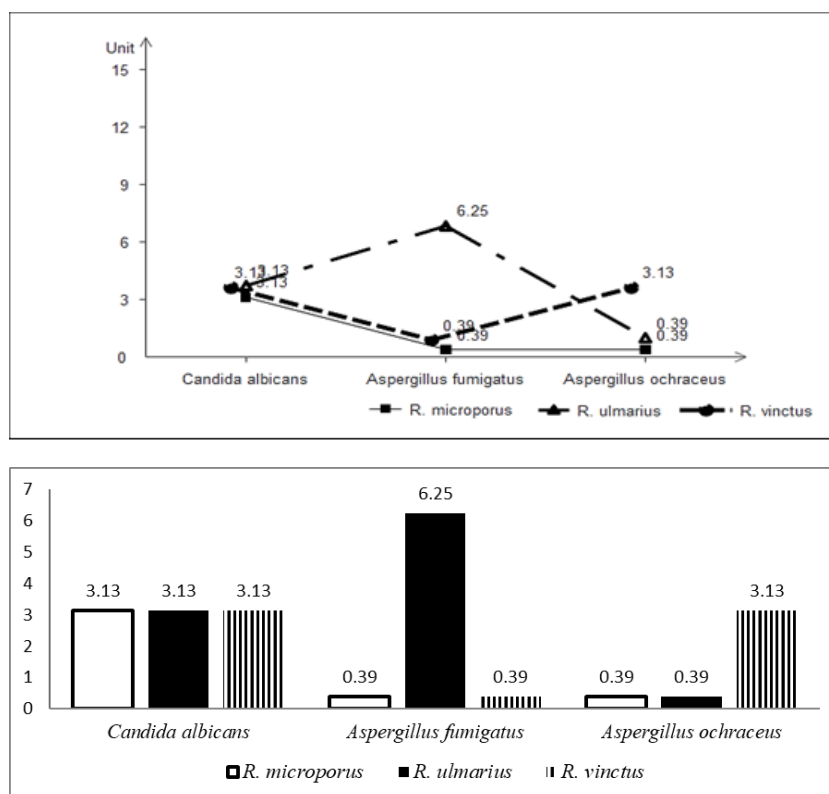 Unit
15
12
9
6
3
0
6.25
3.13 3.13 3.13
3.13
0.39 0.39
0.39 0.39
Candida albicans Aspergillus fumigatus Aspergillus ochraceus
R. microporus R. ulmarius R. vinctus
7
6
5
4
3
2
1
0
6.25
3.13 3.13 3.13 3.13
0.39 0.39 0.39 0.39
Candida albicans Aspergillus fumigatus Aspergillus ochraceus
R. microporus R. ulmarius R. vinctus